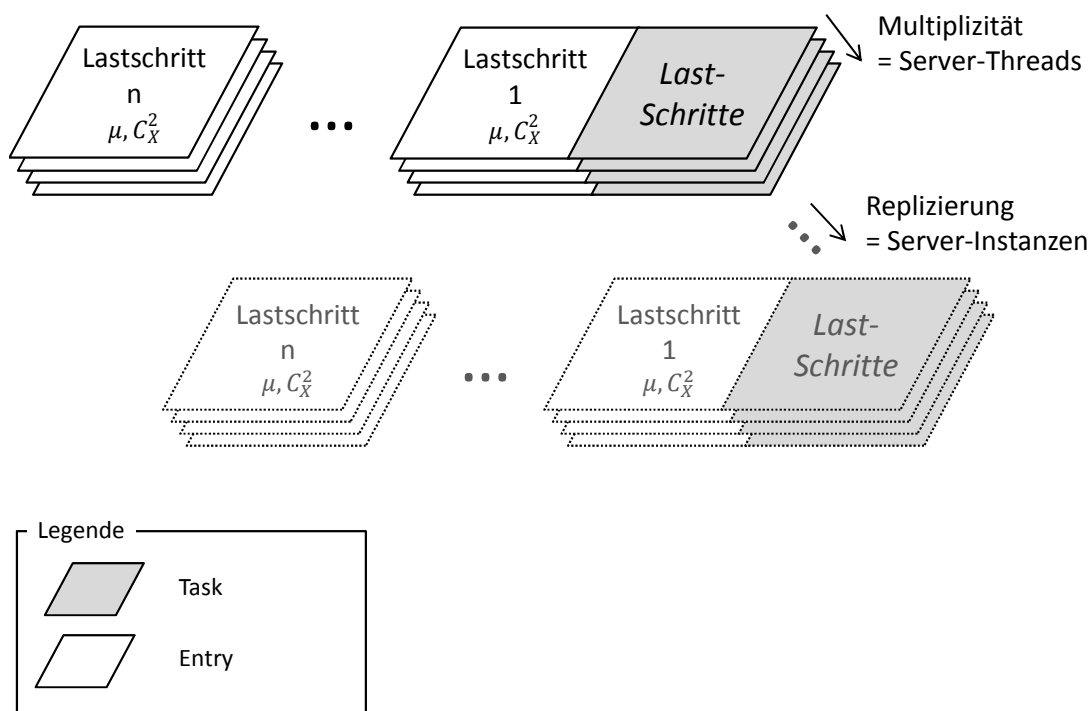 Lastschritt
n
μ, C_X^2
...
Lastschritt
1
μ, C_X^2
Last-
Schritte
Multiplizität
= Server-Threads
Replizierung
= Server-Instanzen
Lastschritt
n
μ, C_X^2
...
Lastschritt
1
μ, C_X^2
Last-
Schritte
Legende
Task
Entry